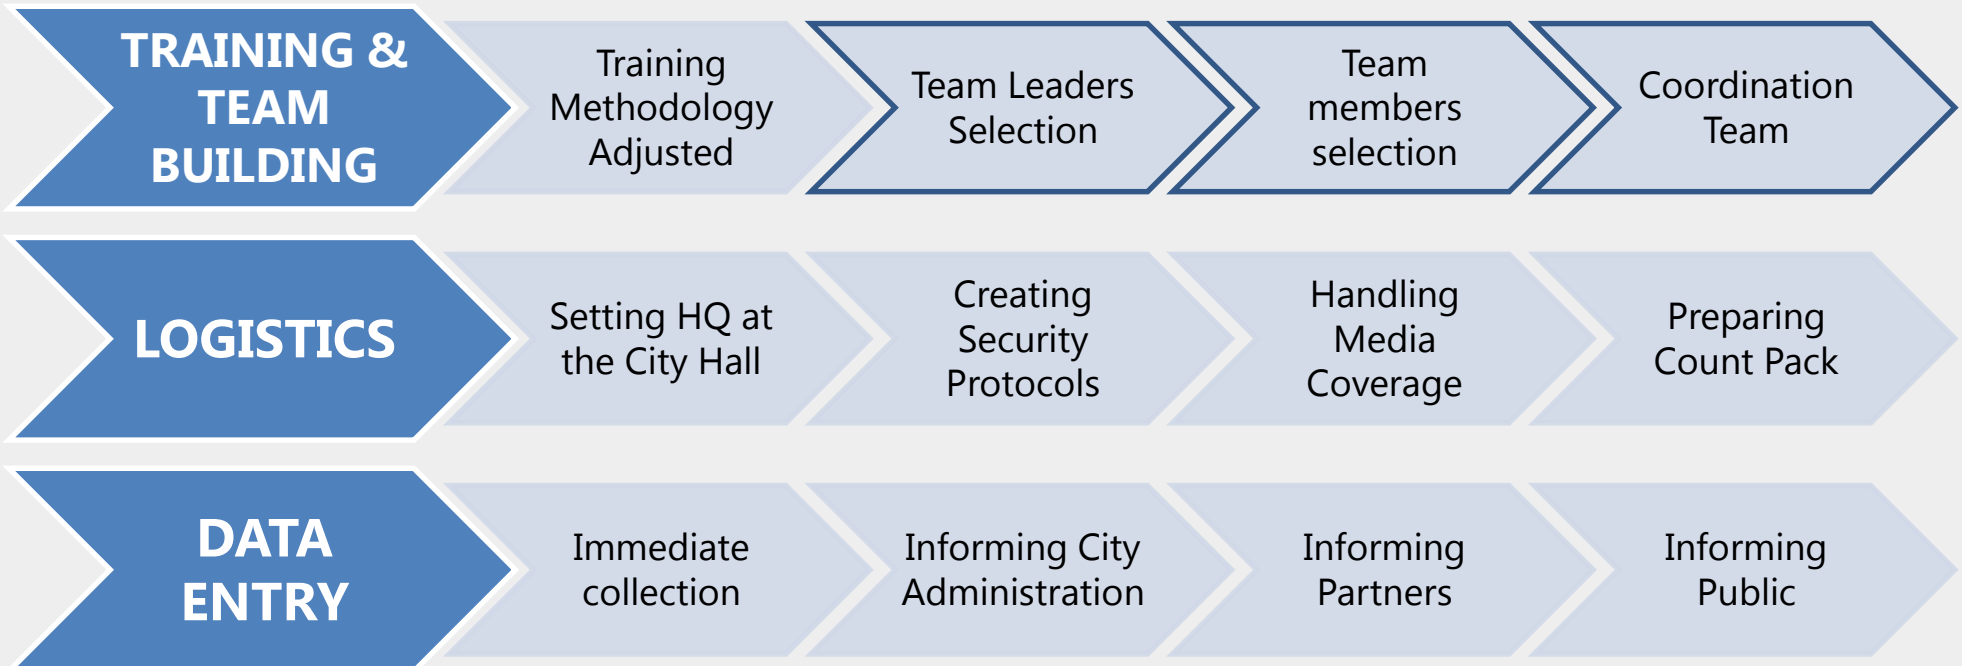 TRAINING &
TEAM
BUILDING
Training
Methodology
Adjusted
Team Leaders
Selection
Team
members
selection
Coordination
Team
LOGISTICS
Setting HQ at
the City Hall
Creating
Security
Protocols
Handling
Media
Coverage
Preparing
Count Pack
DATA
ENTRY
Immediate
collection
Informing City
Administration
Informing
Partners
Informing
Public